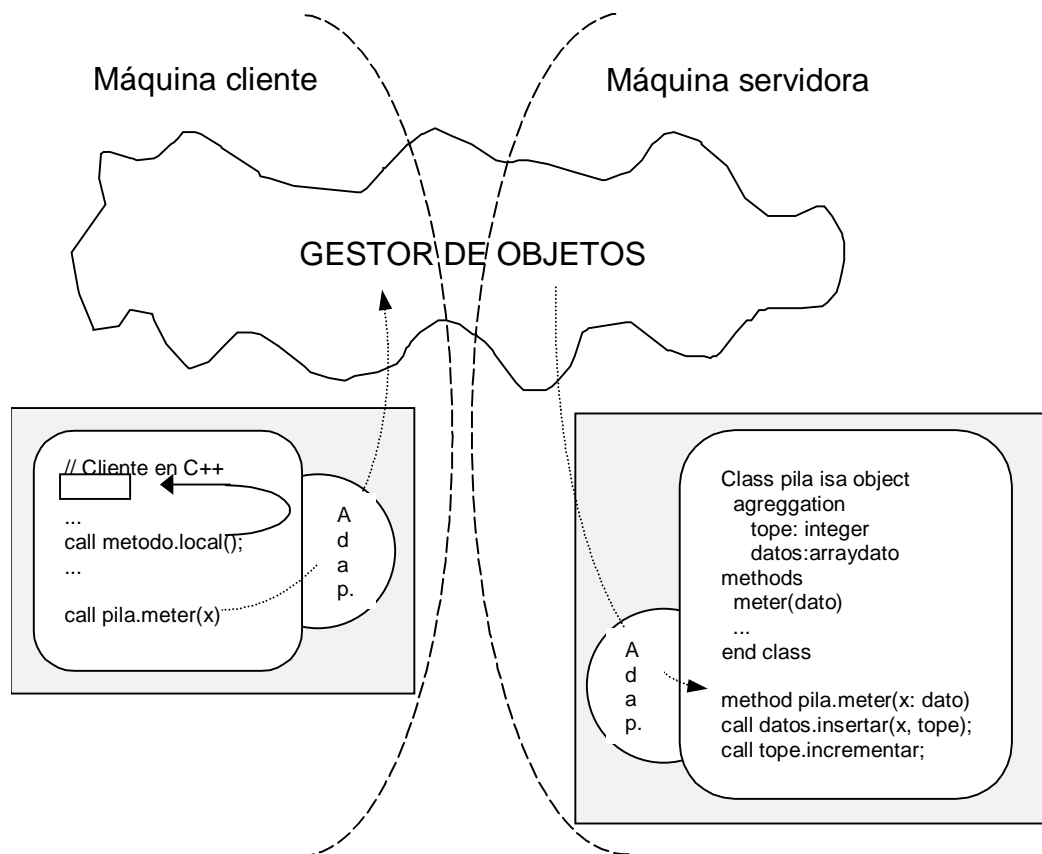 Máquina cliente
Máquina servidora
GESTOR DE OBJETOS
// Cliente en C++
...
call metodo.local();
...
call pila.meter(x)
A
d
a
p.
Class pila isa object
agreggation
tope: integer
datos:arraydato
methods
meter(dato)
...
end class
method pila.meter(x: dato)
call datos.insertar(x, tope);
call tope.incrementar;
A
d
a
p.